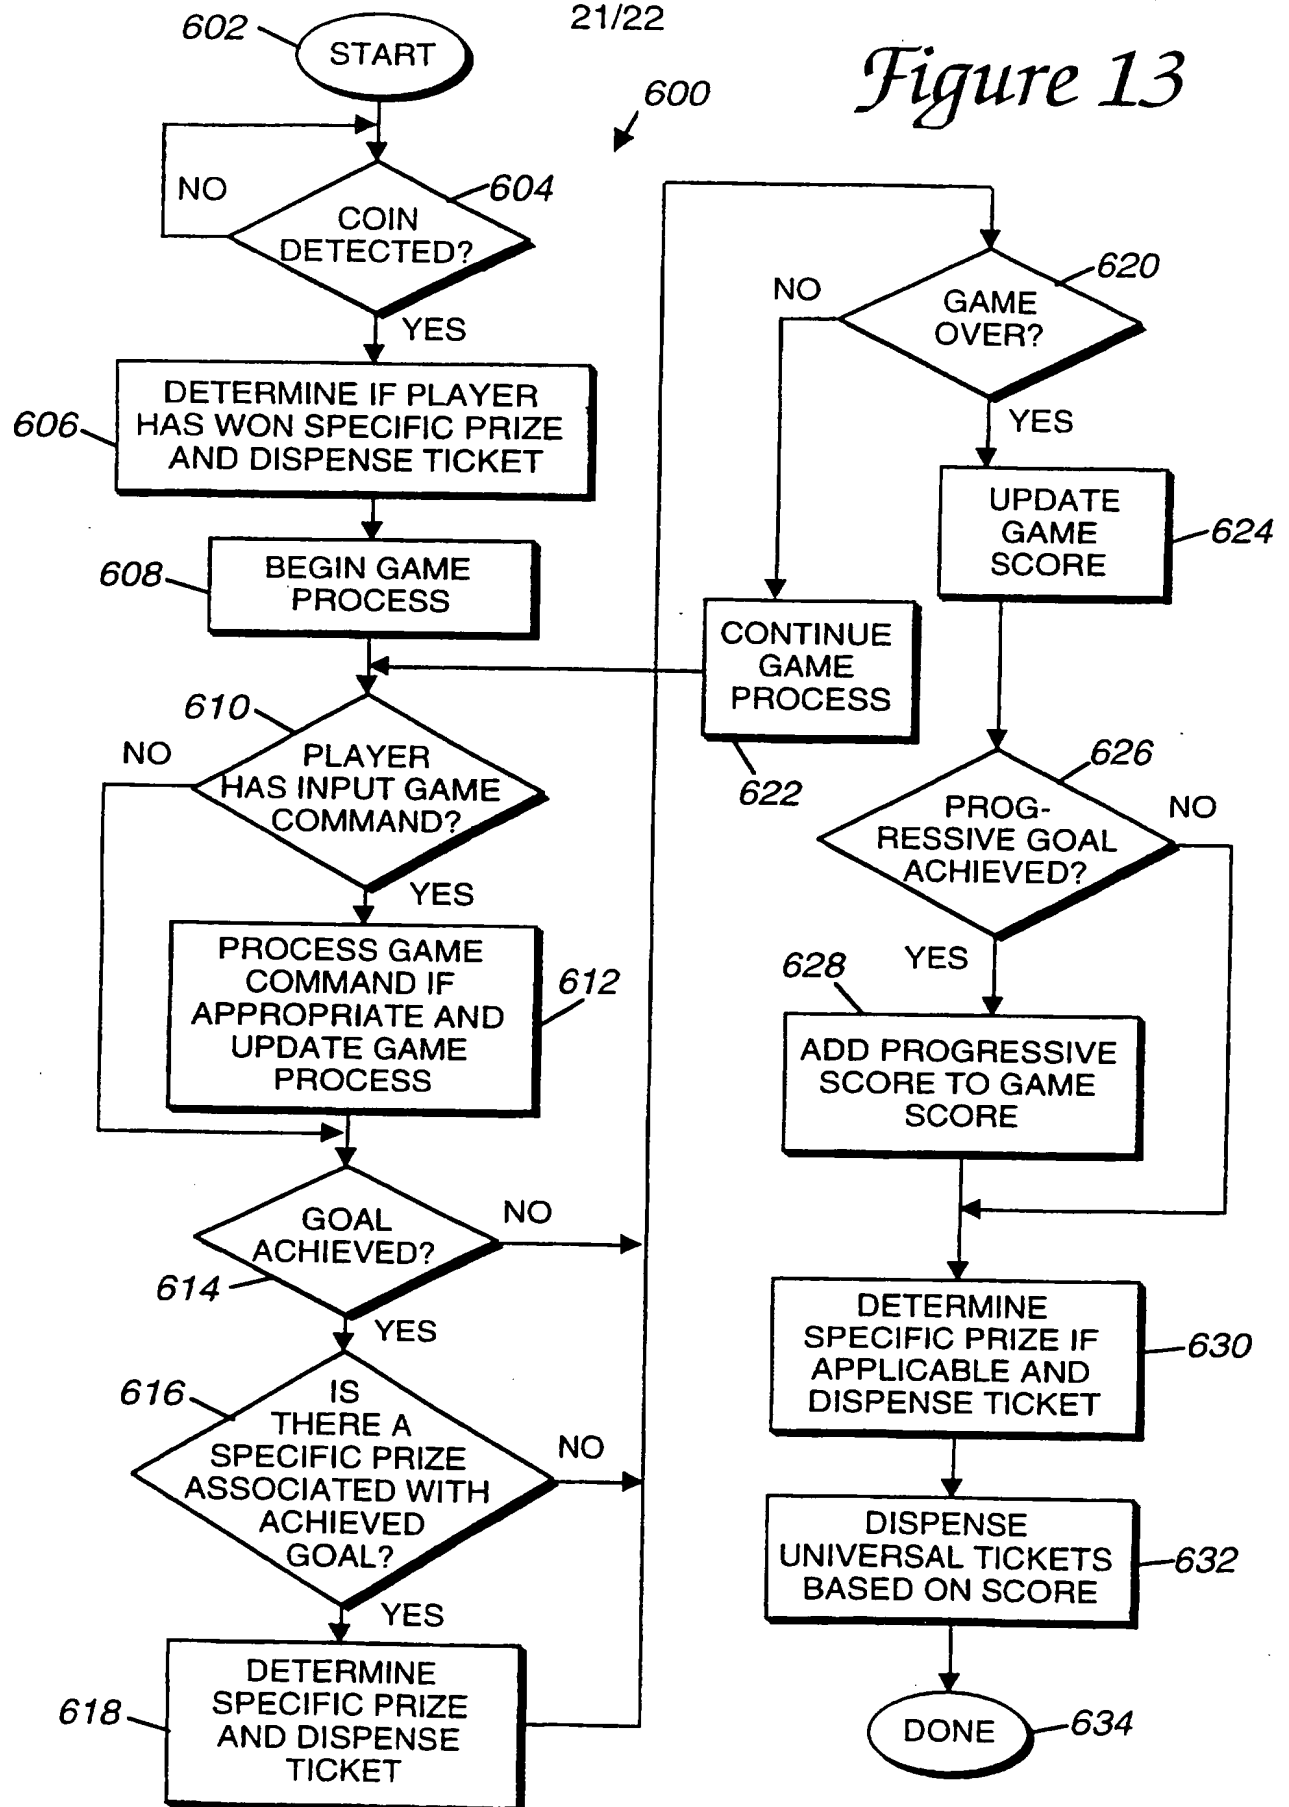 21/22
Figure 13
600
602
START
NO
604
COIN
DETECTED?
YES
606
DETERMINE IF PLAYER
HAS WON SPECIFIC PRIZE
AND DISPENSE TICKET
608
BEGIN GAME
PROCESS
610
NO
PLAYER
HAS INPUT GAME
COMMAND?
YES
PROCESS GAME
COMMAND IF
APPROPRIATE AND
UPDATE GAME
PROCESS
612
GOAL
ACHIEVED?
NO
614
YES
616
IS
THERE A
SPECIFIC PRIZE
ASSOCIATED WITH
ACHIEVED
GOAL?
NO
YES
618
DETERMINE
SPECIFIC PRIZE
AND DISPENSE
TICKET
620
NO
GAME
OVER?
YES
UPDATE
GAME
SCORE
624
CONTINUE
GAME
PROCESS
622
626
PROG-
RESSIVE GOAL
ACHIEVED?
NO
YES
628
ADD PROGRESSIVE
SCORE TO GAME
SCORE
DETERMINE
SPECIFIC PRIZE IF
APPLICABLE AND
DISPENSE TICKET
630
DISPENSE
UNIVERSAL TICKETS
BASED ON SCORE
632
DONE
634